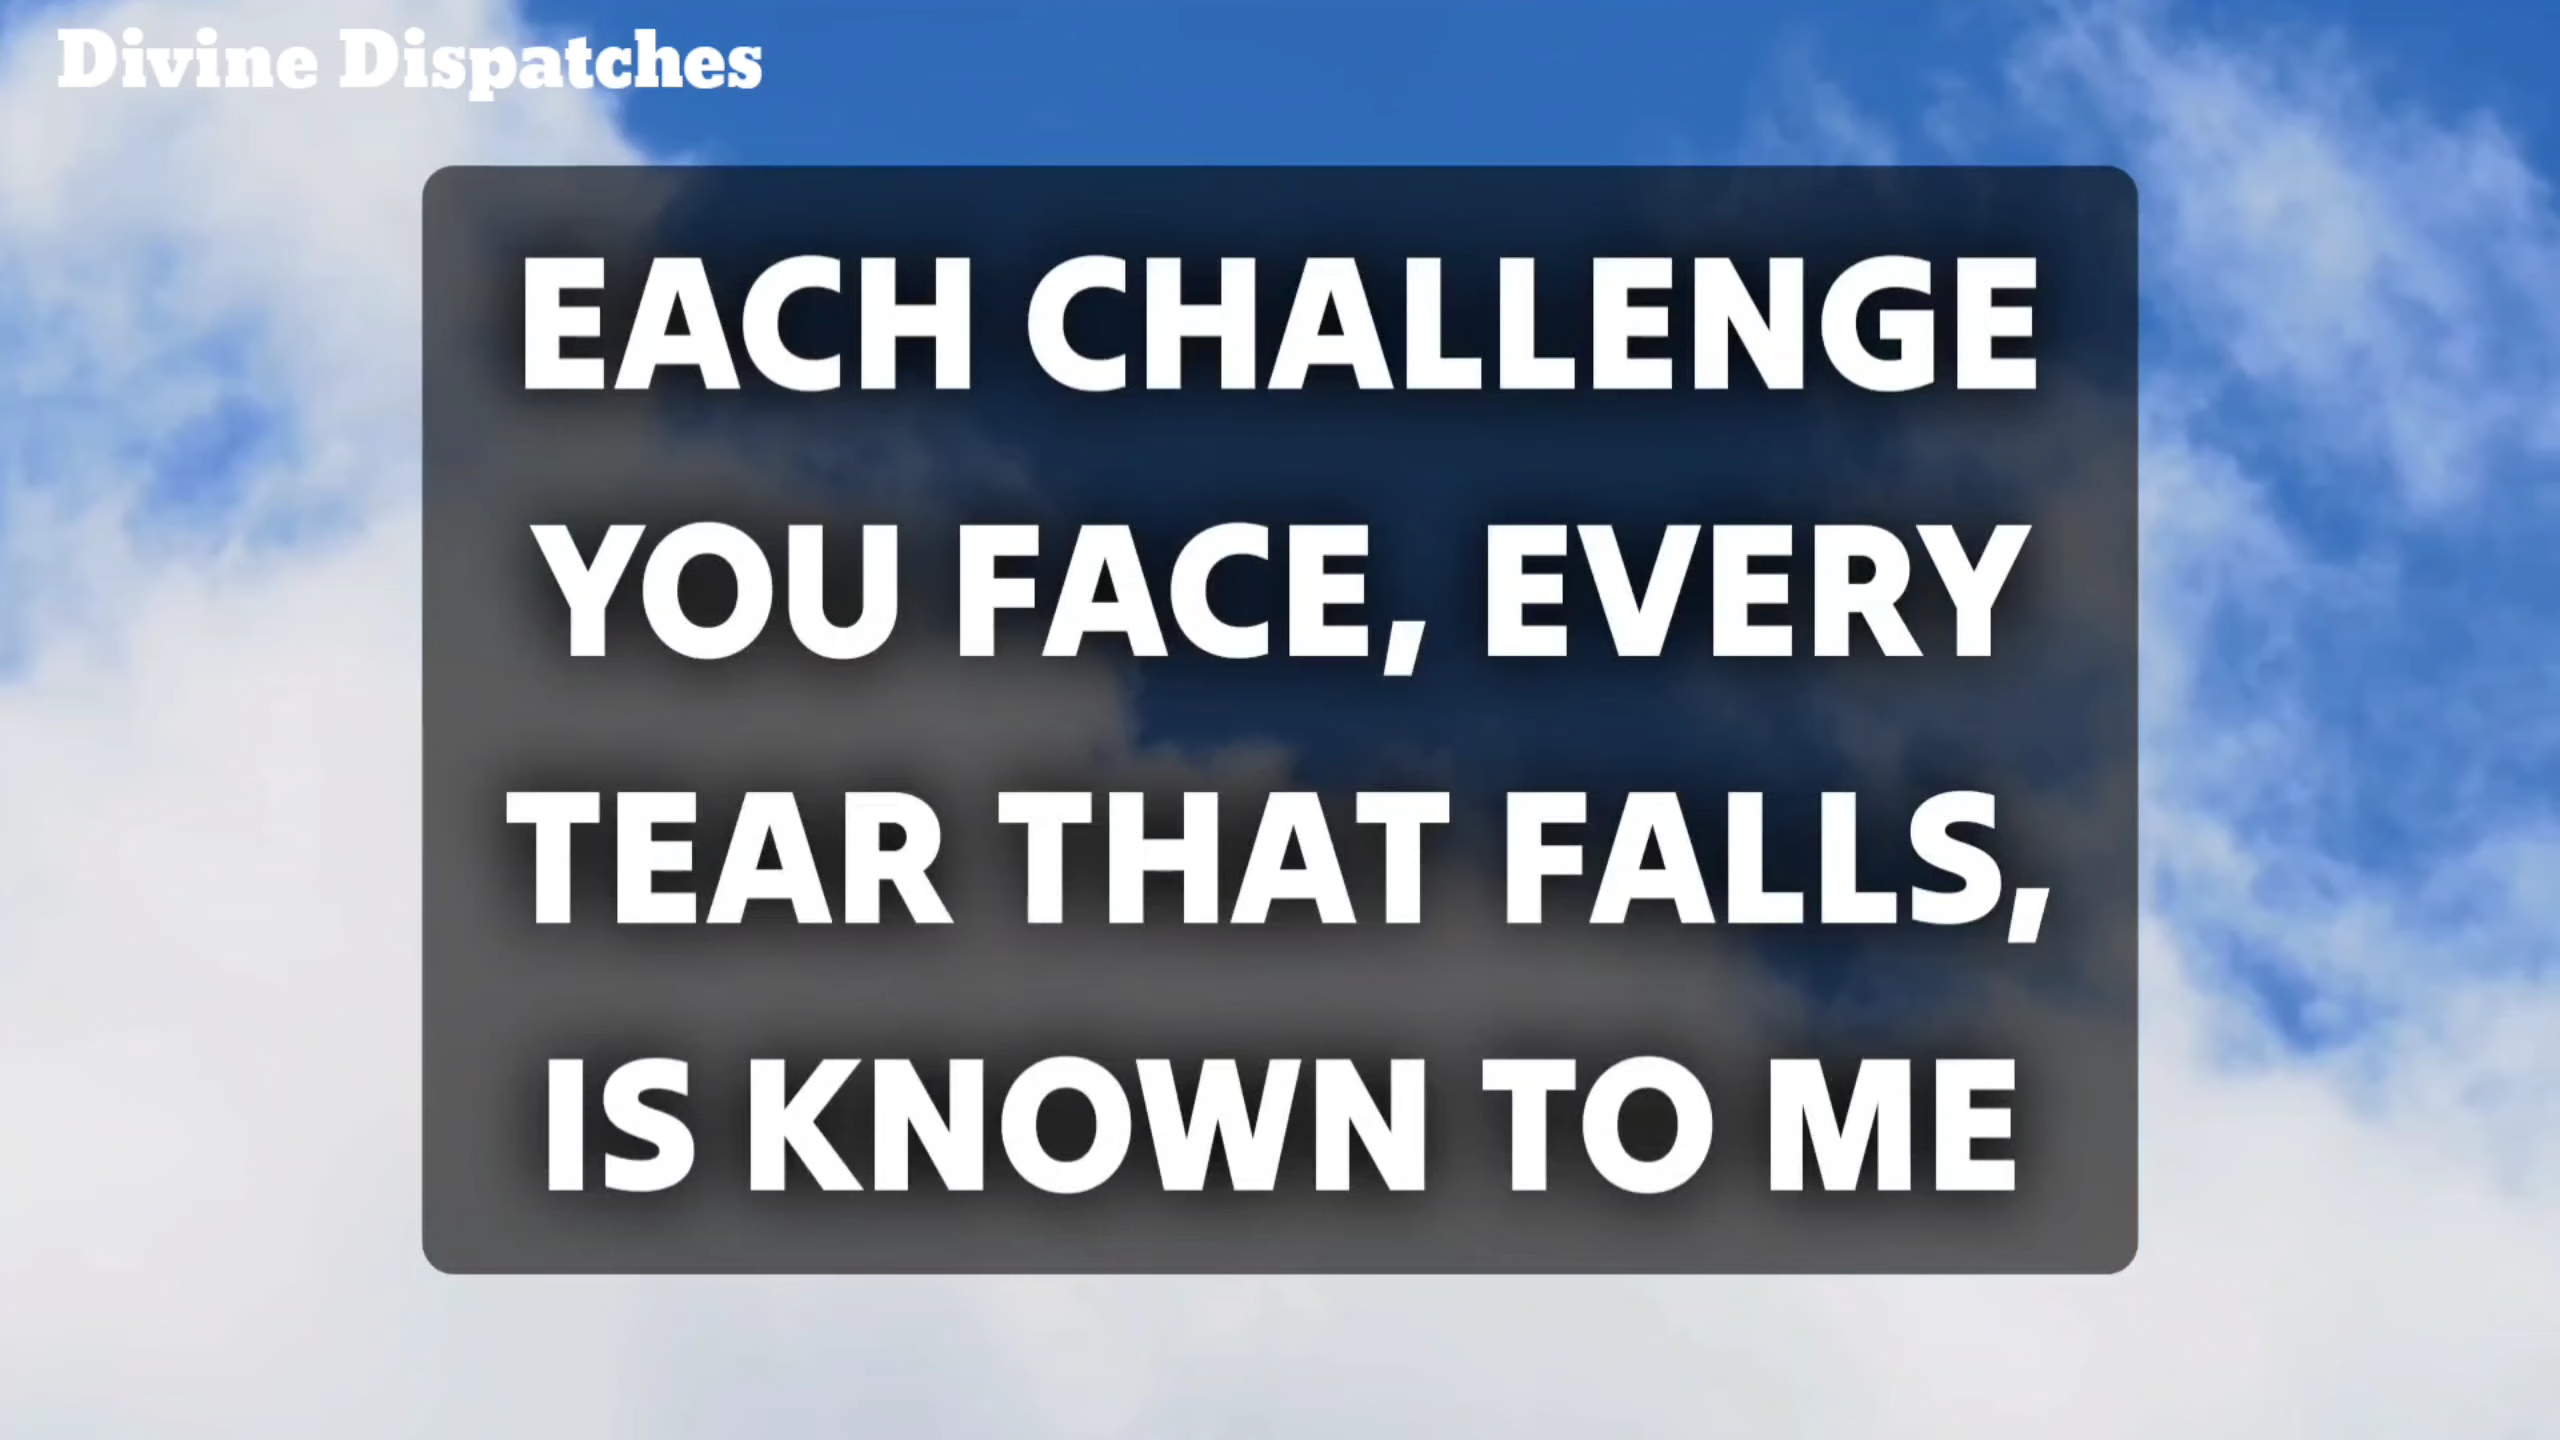 Divine Dispatches
EACH CHALLENGE
YOU FACE, EVERY
TEAR THAT FALLS,
IS KNOWN TO ME